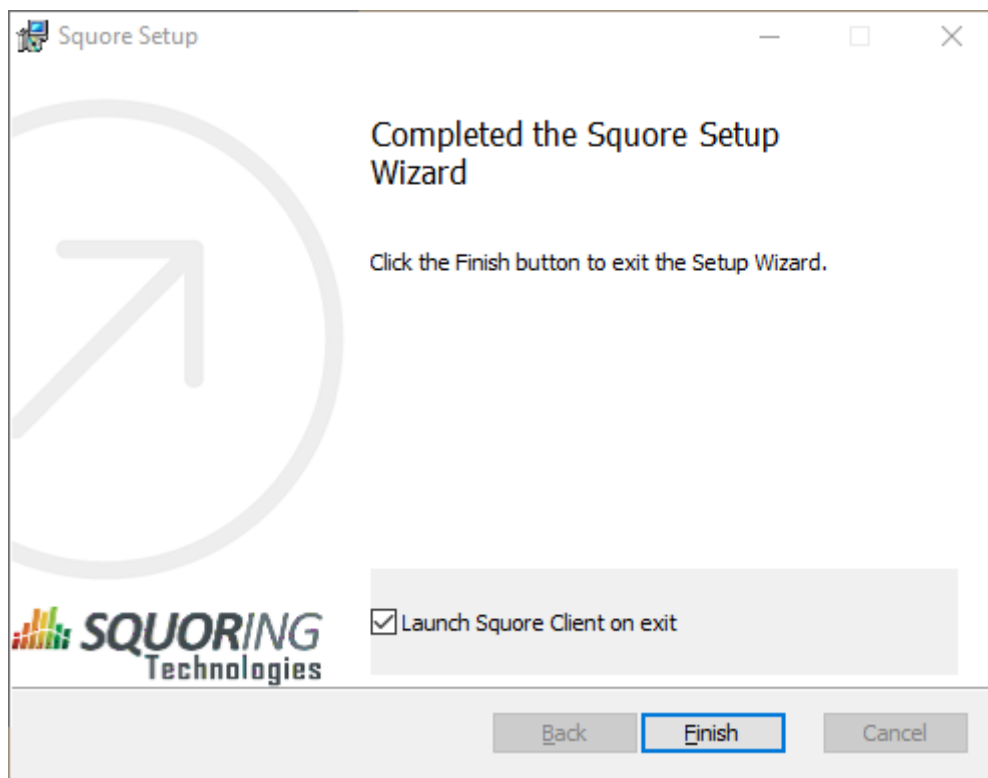 Squore Setup
Completed the Squore Setup
Wizard
Click the Finish button to exit the Setup Wizard.
Launch Squore Client on exit
SQUORING
Technologies
Back
Finish
Cancel